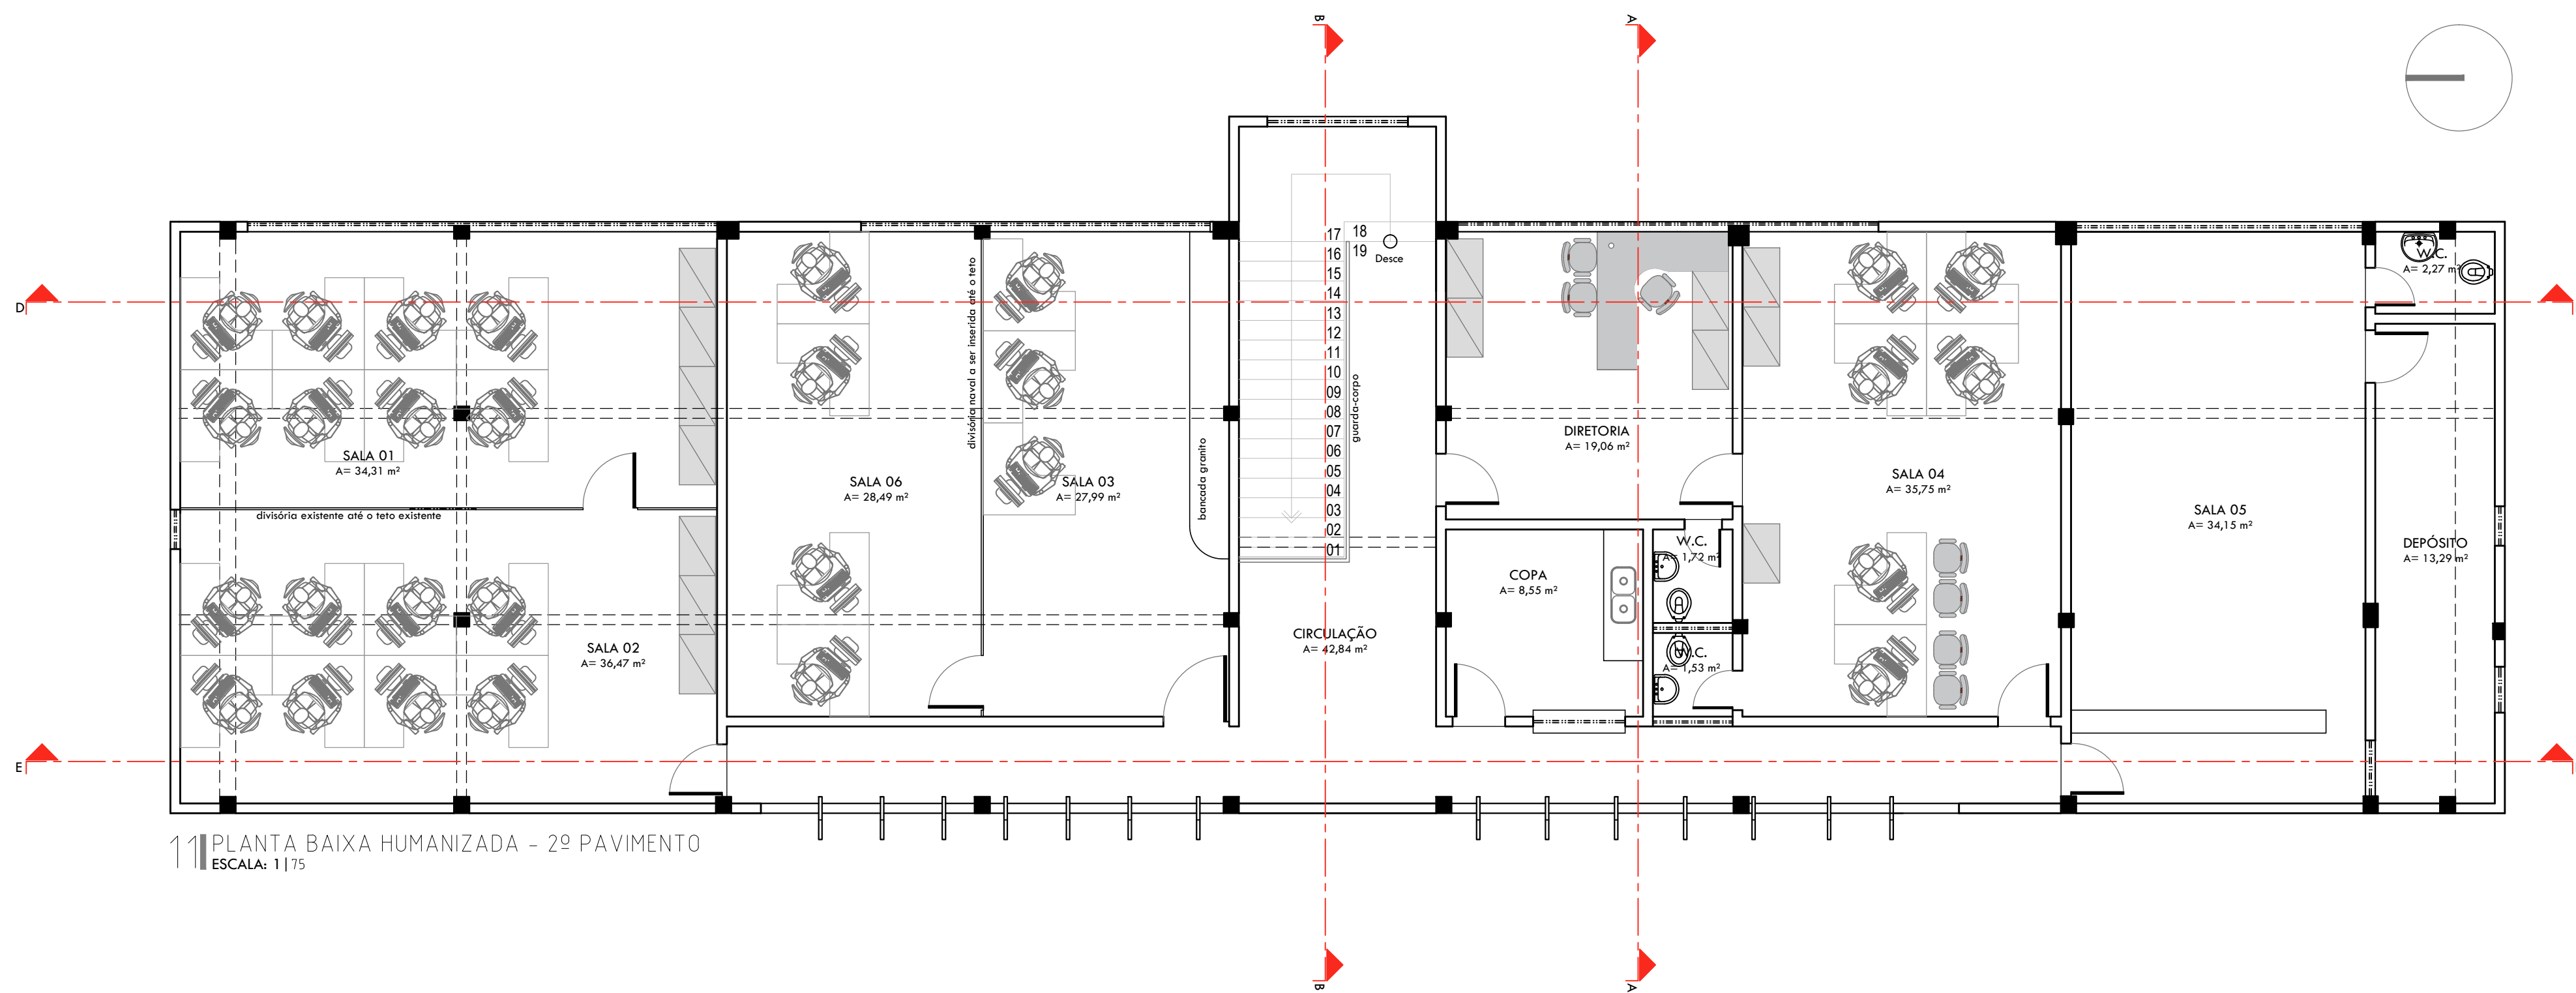 B
A
17
18
16
19
Desce
15
14
13
12
11
10
09
08
07
06
05
04
03
02
01
guarda-corpo
W.C.
A= 2,27 m²
D
divisória naval a ser inserida até o teto
bancada granito
DIRETORIA
A= 19,06 m²
SALA 01
A= 34,31 m²
SALA 06
A= 28,49 m²
SALA 03
A= 27,99 m²
SALA 04
A= 35,75 m²
SALA 05
A= 34,15 m²
divisória existente até o teto existente
DEPÓSITO
A= 13,29 m²
W.C.
A= 1,72 m²
COPA
A= 8,55 m²
CIRCULAÇÃO
A= 42,84 m²
SALA 02
A= 36,47 m²
W.C.
A= 1,53 m²
E
11 PLANTA BAIXA HUMANIZADA - 2º PAVIMENTO
ESCALA: 1|75
B
A